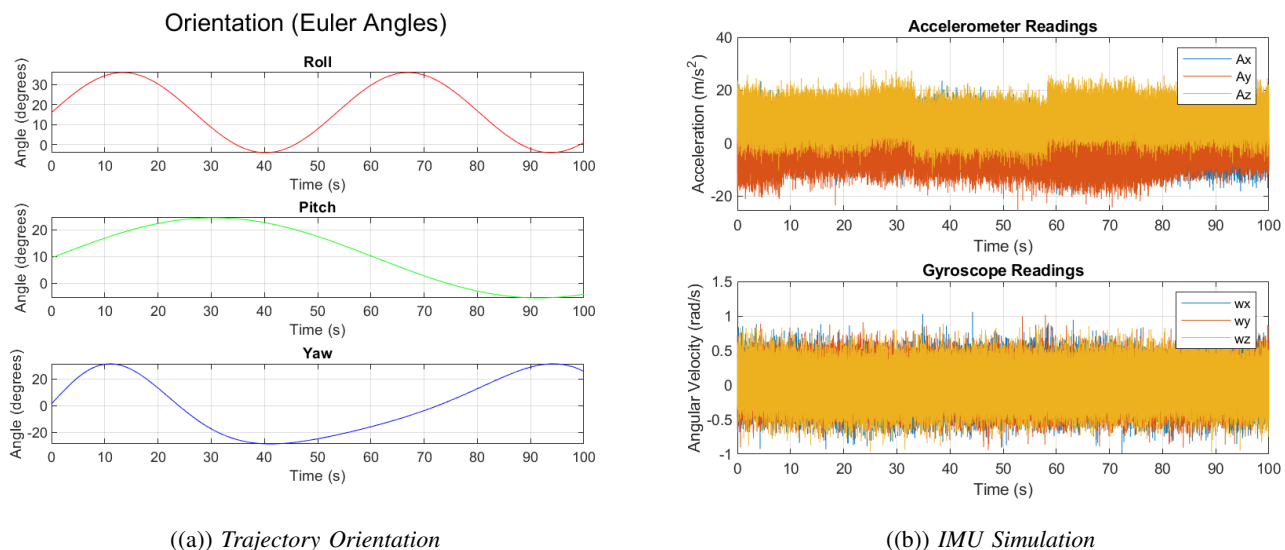 Orientation (Euler Angles)
Roll
Angle (degrees)
30
20
10
0
0 10 20 30 40 50 60 70 80 90 100
Time (s)
Pitch
Angle (degrees)
20
10
0
0 10 20 30 40 50 60 70 80 90 100
Time (s)
Yaw
Angle (degrees)
20
0
-20
0 10 20 30 40 50 60 70 80 90 100
Time (s)
((a)) Trajectory Orientation
Accelerometer Readings
Acceleration (m/s²)
40
20
0
-20
Ax
Ay
Az
0 10 20 30 40 50 60 70 80 90 100
Time (s)
Gyroscope Readings
Angular Velocity (rad/s)
1.5
1
0.5
0
-0.5
-1
wx
wy
wz
0 10 20 30 40 50 60 70 80 90 100
Time (s)
((b)) IMU Simulation